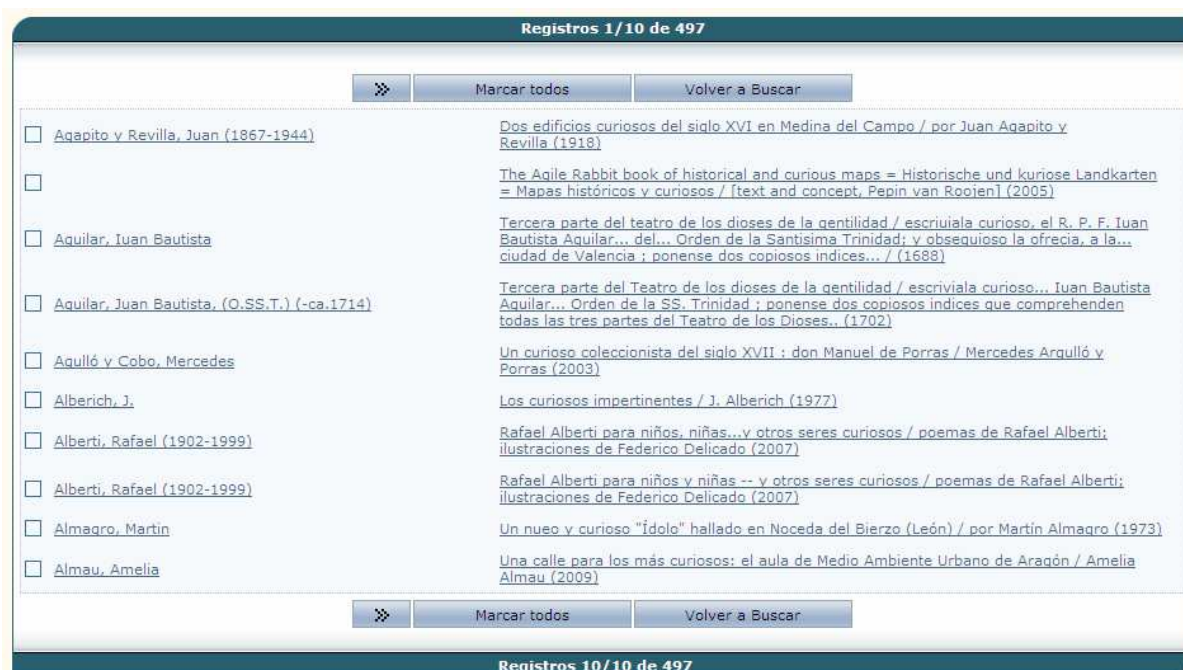 Registros 1/10 de 497
Marcar todos
Volver a Buscar
Agapito y Revilla, Juan (1867-1944)
Dos edificios curiosos del siglo XVI en Medina del Campo / por Juan Agapito y
Revilla (1918)
The Agile Rabbit book of historical and curious maps = Historische und kuriose Landkarten
= Mapas históricos y curiosos / [text and concept, Pepin van Roojen] (2005)
Aguilar, Iuan Bautista
Tercera parte del teatro de los dioses de la gentilidad / escriuiala curioso, el R. P. F. Iuan
Bautista Aguilar... del... Orden de la Santisima Trinidad; y obsequioso la ofrecia, a la...
ciudad de Valencia ; ponense dos copiosos indices... / (1688)
Aguilar, Juan Bautista, (O.SS.T.) (-ca.1714)
Tercera parte del Teatro de los dioses de la gentilidad / escriviala curioso... Iuan Bautista
Aguilar... Orden de la SS. Trinidad ; ponense dos copiosos indices que comprehenden
todas las tres partes del Teatro de los Dioses.. (1702)
Agulló y Cobo, Mercedes
Un curioso coleccionista del siglo XVII : don Manuel de Porras / Mercedes Argulló y
Porras (2003)
Alberich, J.
Los curiosos impertinentes / J. Alberich (1977)
Alberti, Rafael (1902-1999)
Rafael Alberti para niños, niñas...y otros seres curiosos / poemas de Rafael Alberti;
ilustraciones de Federico Delicado (2007)
Alberti, Rafael (1902-1999)
Rafael Alberti para niños y niñas -- y otros seres curiosos / poemas de Rafael Alberti;
ilustraciones de Federico Delicado (2007)
Almagro, Martin
Un nueo y curioso "Ídolo" hallado en Noceda del Bierzo (León) / por Martín Almagro (1973)
Almau, Amelia
Una calle para los más curiosos: el aula de Medio Ambiente Urbano de Aragón / Amelia
Almau (2009)
Marcar todos
Volver a Buscar
Registros 10/10 de 497